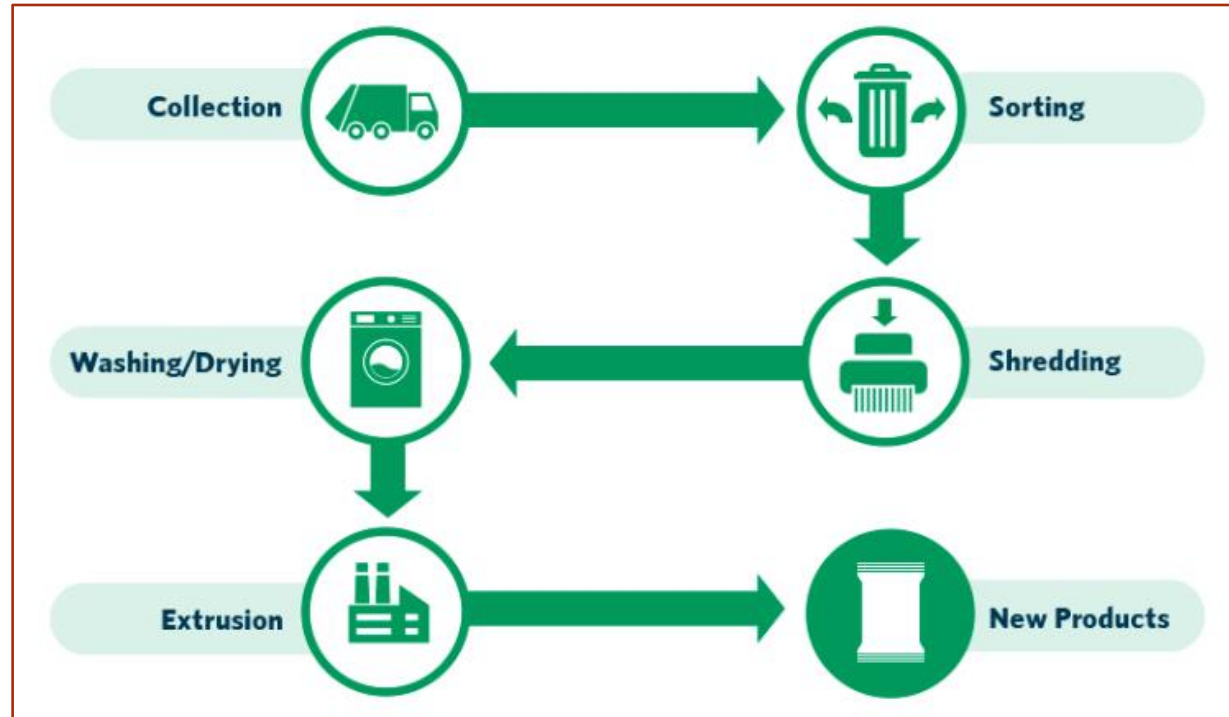 Collection
Sorting
Washing/Drying
Shredding
Extrusion
New Products